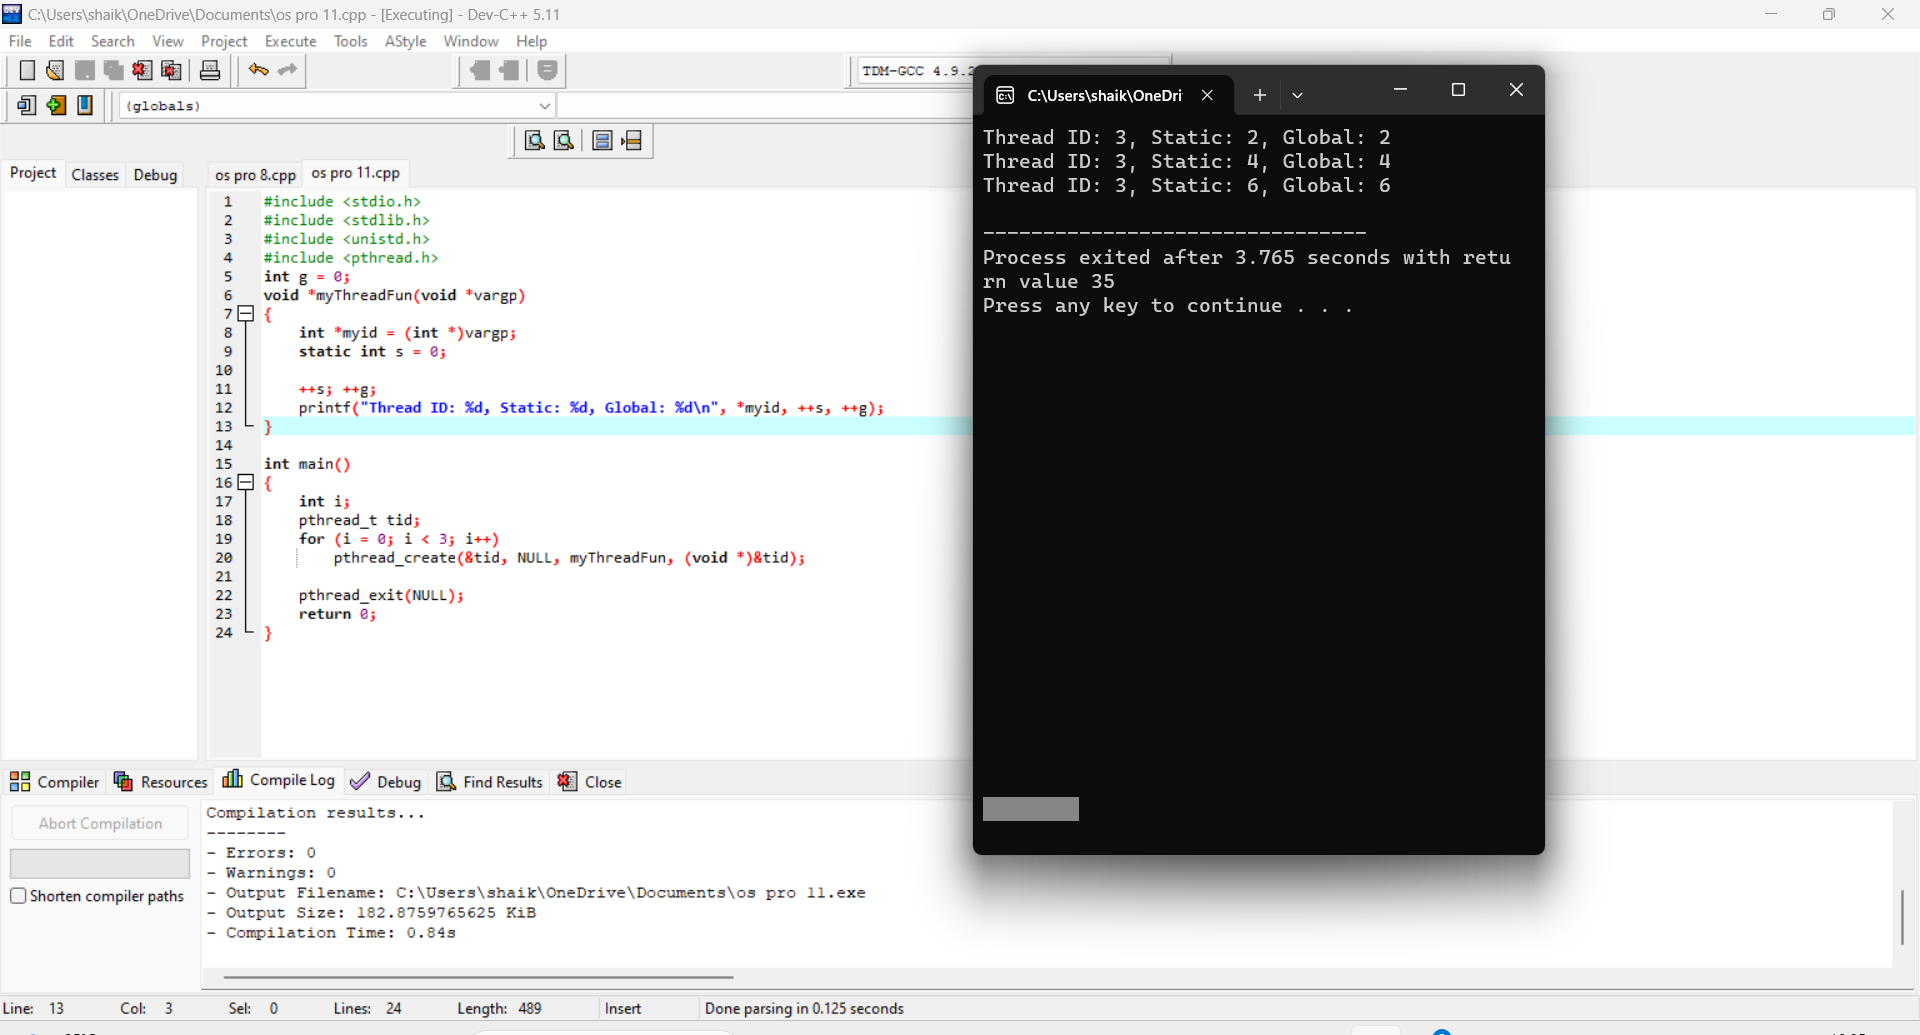 C:\Users\shaik\OneDrive\Documents\os pro 11.cpp - [Executing] - Dev-C++ 5.11
File Edit Search View Project Execute Tools AStyle Window Help
TDM-GCC 4.9.2
(globals)
Project Classes Debug
os pro 8.cpp os pro 11.cpp
1 #include <stdio.h>
2 #include <stdlib.h>
3 #include <unistd.h>
4 #include <pthread.h>
5 int g = 0;
6 void *myThreadFun(void *vargp)
7 {
8 int *myid = (int *)vargp;
9 static int s = 0;
10
11 ++s; ++g;
12 printf("Thread ID: %d, Static: %d, Global: %d\n", *myid, ++s, ++g);
13 }
14
15 int main()
16 {
17 int i;
18 pthread_t tid;
19 for (i = 0; i < 3; i++)
20 pthread_create(&tid, NULL, myThreadFun, (void *)&tid);
21
22 pthread_exit(NULL);
23 return 0;
24 }
C:\Users\shaik\OneDri
Thread ID: 3, Static: 2, Global: 2
Thread ID: 3, Static: 4, Global: 4
Thread ID: 3, Static: 6, Global: 6
--------------------------------
Process exited after 3.765 seconds with retu
rn value 35
Press any key to continue . . .
Compiler Resources Compile Log Debug Find Results Close
Abort Compilation
Shorten compiler paths
Compilation results...
--------
- Errors: 0
- Warnings: 0
- Output Filename: C:\Users\shaik\OneDrive\Documents\os pro 11.exe
- Output Size: 182.8759765625 KiB
- Compilation Time: 0.84s
Line: 13 Col: 3 Sel: 0 Lines: 24 Length: 489 Insert Done parsing in 0.125 seconds